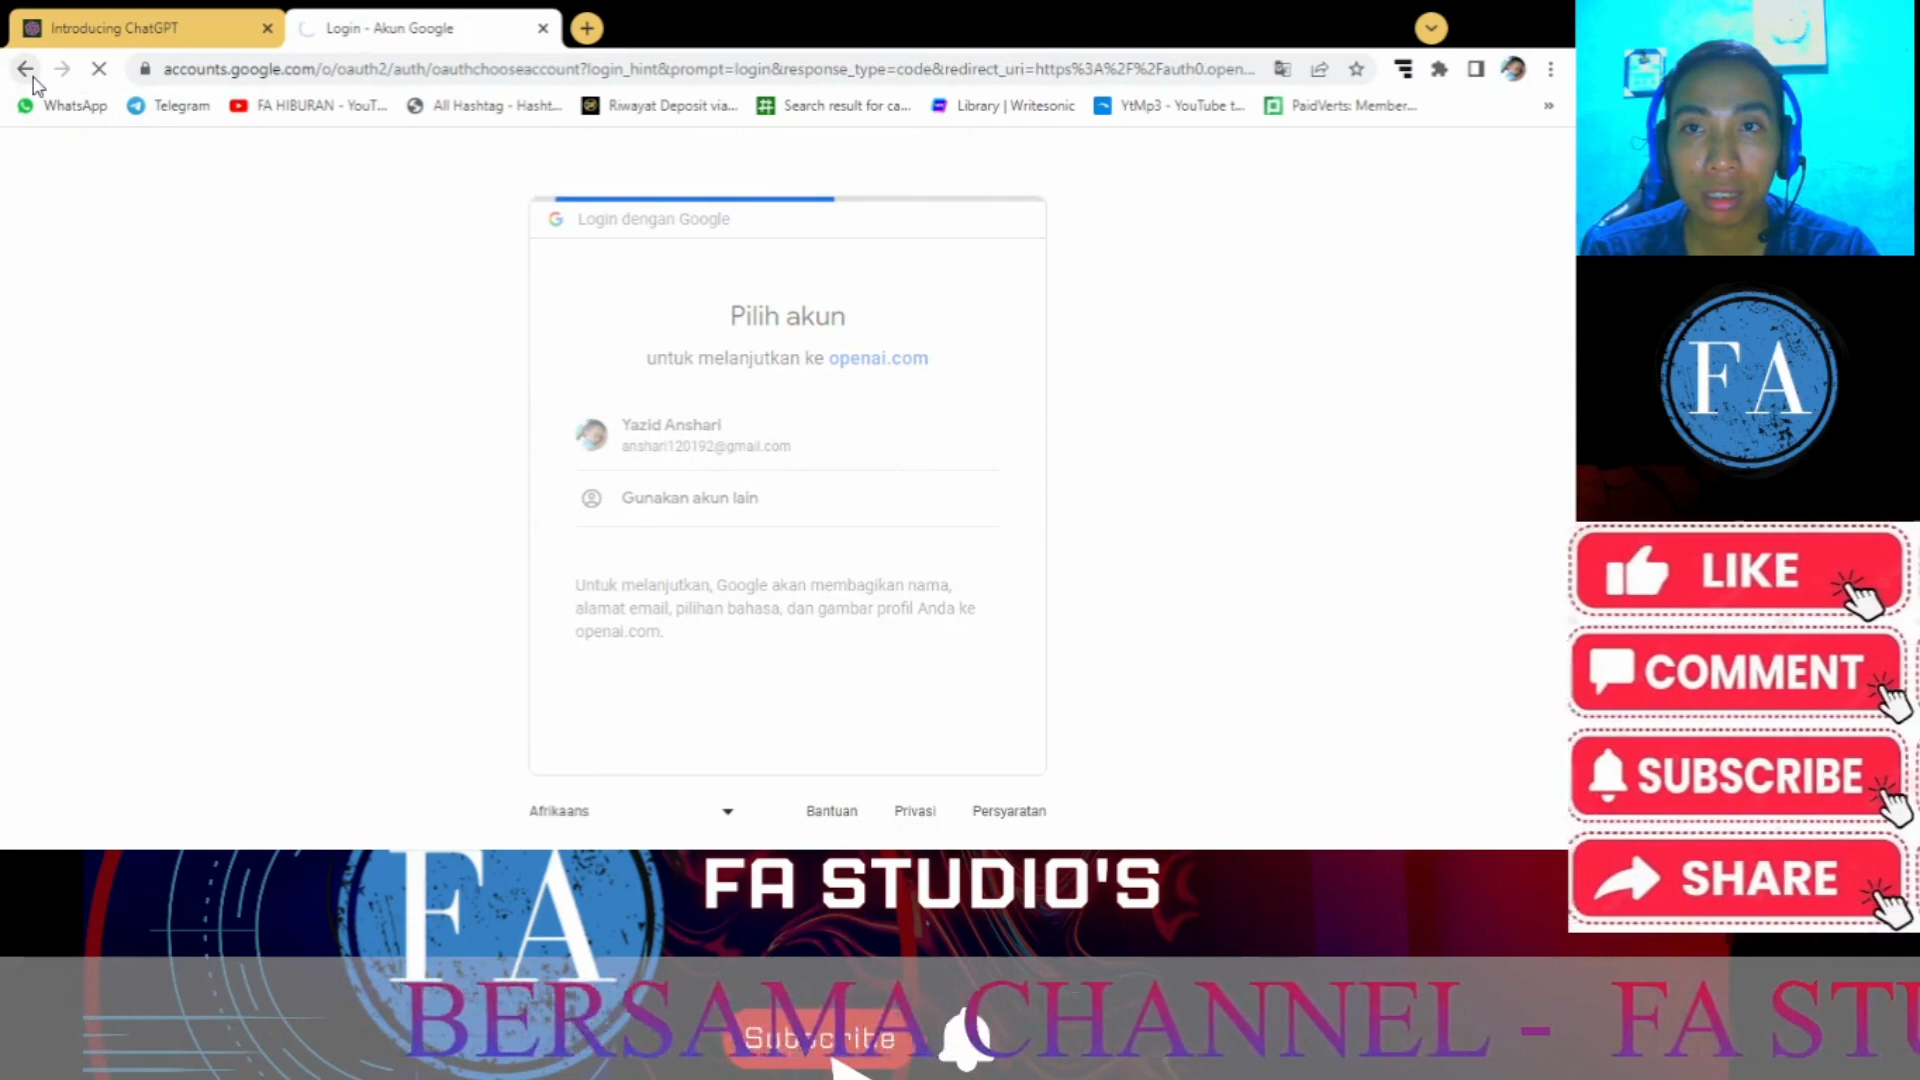 Introducing ChatGPT
Login - Akun Google
accounts.google.com/o/oauth2/auth/oauthchooseaccount?login_hint&prompt=login&response_type=code&redirect_uri=https%3A%2F%2Fauth0.open...
WhatsApp Telegram FA HIBURAN - YouT... All Hashtag - Hasht... Riwayat Deposit via... Search result for ca... Library | Writesonic YtMp3 - YouTube t... PaidVerts: Member... »
Login dengan Google
Pilih akun
untuk melanjutkan ke openai.com
Yazid Anshari
anshari120192@gmail.com
Gunakan akun lain
Untuk melanjutkan, Google akan membagikan nama,
alamat email, pilihan bahasa, dan gambar profil Anda ke
openai.com.
Afrikaans Bantuan Privasi Persyaratan
FA
LIKE
COMMENT
SUBSCRIBE
SHARE
FA
FA STUDIO'S
Subscribe
BERSAMA CHANNEL - FA STU